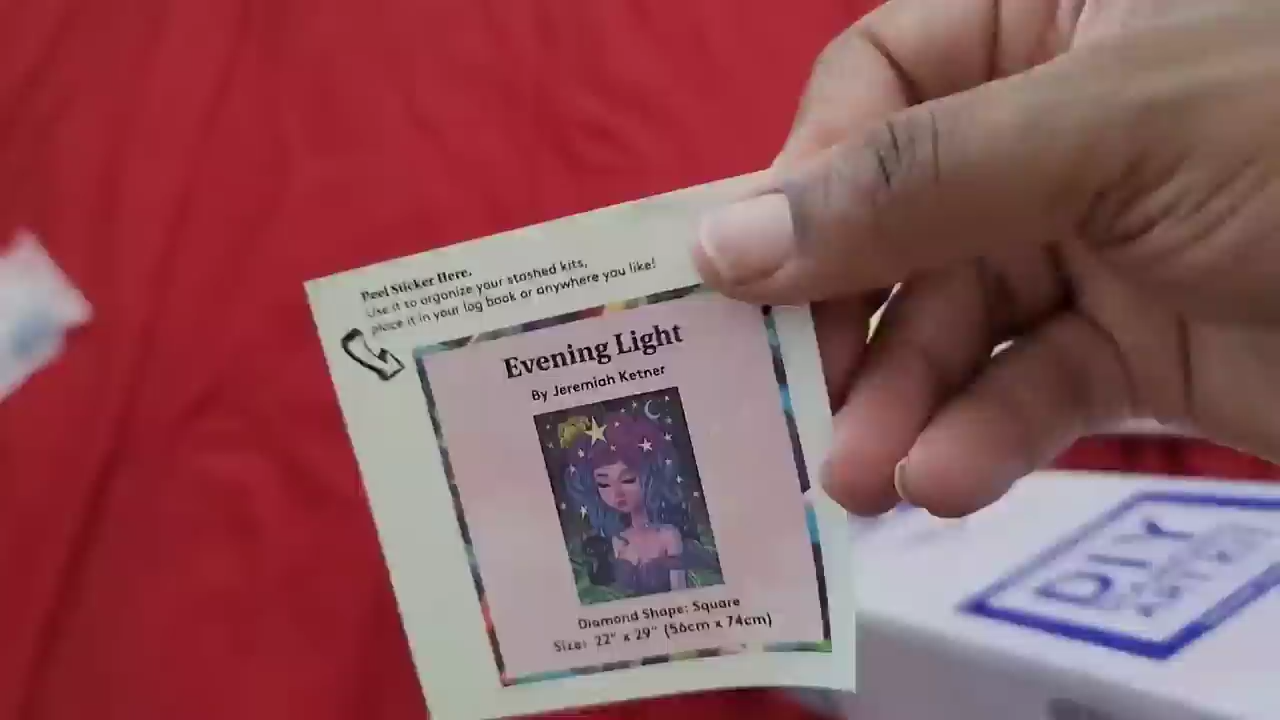 Peel Sticker Here.
Use it to organize your stashed kits,
place it in your log book or anywhere you like!
Evening Light
By Jeremiah Ketner
Diamond Shape: Square
Size: 22" x 29" (56cm x 74cm)
DIY